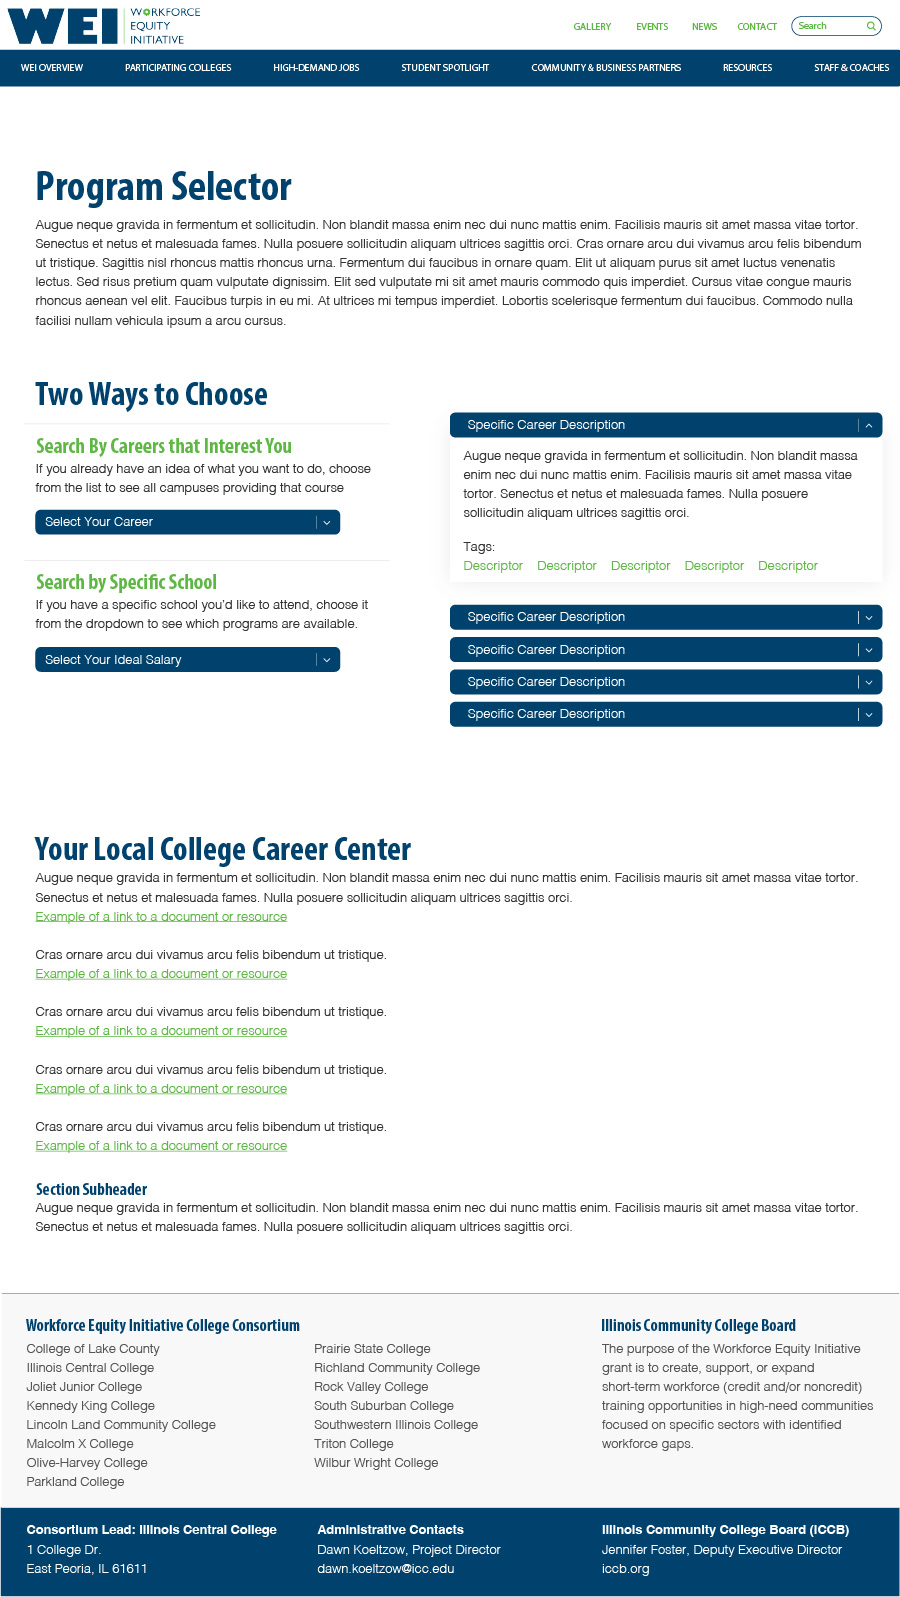 WEI
WORKFORCE
EQUITY
INITIATIVE
GALLERY EVENTS NEWS CONTACT Search
WEI OVERVIEW PARTICIPATING COLLEGES HIGH-DEMAND JOBS STUDENT SPOTLIGHT COMMUNITY & BUSINESS PARTNERS RESOURCES STAFF & COACHES
Program Selector
Augue neque gravida in fermentum et sollicitudin. Non blandit massa enim nec dui nunc mattis enim. Facilisis mauris sit amet massa vitae tortor.
Senectus et netus et malesuada fames. Nulla posuere sollicitudin aliquam ultrices sagittis orci. Cras ornare arcu dui vivamus arcu felis bibendum
ut tristique. Sagittis nisl rhoncus mattis rhoncus urna. Fermentum dui faucibus in ornare quam. Elit ut aliquam purus sit amet luctus venenatis
lectus. Sed risus pretium quam vulputate dignissim. Elit sed vulputate mi sit amet mauris commodo quis imperdiet. Cursus vitae congue mauris
rhoncus aenean vel elit. Faucibus turpis in eu mi. At ultrices mi tempus imperdiet. Lobortis scelerisque fermentum dui faucibus. Commodo nulla
facilisi nullam vehicula ipsum a arcu cursus.
Two Ways to Choose
Search By Careers that Interest You
If you already have an idea of what you want to do, choose
from the list to see all campuses providing that course
Select Your Career
Search by Specific School
If you have a specific school you'd like to attend, choose it
from the dropdown to see which programs are available.
Select Your Ideal Salary
Specific Career Description
Augue neque gravida in fermentum et sollicitudin. Non blandit massa
enim nec dui nunc mattis enim. Facilisis mauris sit amet massa vitae
tortor. Senectus et netus et malesuada fames. Nulla posuere
sollicitudin aliquam ultrices sagittis orci.
Tags:
Descriptor Descriptor Descriptor Descriptor Descriptor
Specific Career Description
Specific Career Description
Specific Career Description
Specific Career Description
Your Local College Career Center
Augue neque gravida in fermentum et sollicitudin. Non blandit massa enim nec dui nunc mattis enim. Facilisis mauris sit amet massa vitae tortor.
Senectus et netus et malesuada fames. Nulla posuere sollicitudin aliquam ultrices sagittis orci.
Example of a link to a document or resource
Cras ornare arcu dui vivamus arcu felis bibendum ut tristique.
Example of a link to a document or resource
Cras ornare arcu dui vivamus arcu felis bibendum ut tristique.
Example of a link to a document or resource
Cras ornare arcu dui vivamus arcu felis bibendum ut tristique.
Example of a link to a document or resource
Cras ornare arcu dui vivamus arcu felis bibendum ut tristique.
Example of a link to a document or resource
Section Subheader
Augue neque gravida in fermentum et sollicitudin. Non blandit massa enim nec dui nunc mattis enim. Facilisis mauris sit amet massa vitae tortor.
Senectus et netus et malesuada fames. Nulla posuere sollicitudin aliquam ultrices sagittis orci.
Workforce Equity Initiative College Consortium
College of Lake County
Illinois Central College
Joliet Junior College
Kennedy King College
Lincoln Land Community College
Malcolm X College
Olive-Harvey College
Parkland College
Prairie State College
Richland Community College
Rock Valley College
South Suburban College
Southwestern Illinois College
Triton College
Wilbur Wright College
Illinois Community College Board
The purpose of the Workforce Equity Initiative
grant is to create, support, or expand
short-term workforce (credit and/or noncredit)
training opportunities in high-need communities
focused on specific sectors with identified
workforce gaps.
Consortium Lead: Illinois Central College
1 College Dr.
East Peoria, IL 61611
Administrative Contacts
Dawn Koeltzow, Project Director
dawn.koeltzow@icc.edu
Illinois Community College Board (ICCB)
Jennifer Foster, Deputy Executive Director
iccb.org